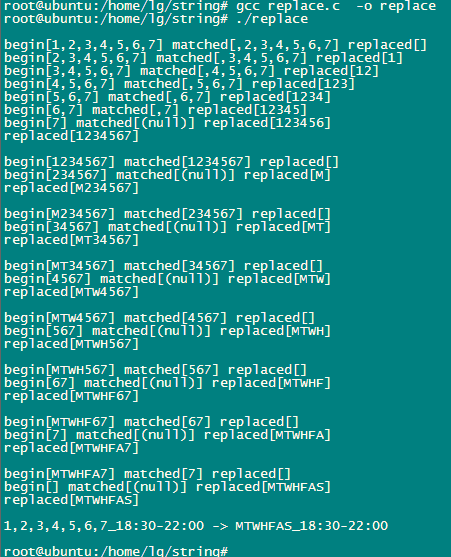 root@ubuntu:/home/lg/string# gcc replace.c  -o replace
root@ubuntu:/home/lg/string# ./replace
begin[1,2,3,4,5,6,7] matched[,2,3,4,5,6,7] replaced[]
begin[2,3,4,5,6,7] matched[,3,4,5,6,7] replaced[1]
begin[3,4,5,6,7] matched[,4,5,6,7] replaced[12]
begin[4,5,6,7] matched[,5,6,7] replaced[123]
begin[5,6,7] matched[,6,7] replaced[1234]
begin[6,7] matched[,7] replaced[12345]
begin[7] matched[(null)] replaced[123456]
replaced[1234567]
begin[1234567] matched[1234567] replaced[]
begin[234567] matched[(null)] replaced[M]
replaced[M234567]
begin[M234567] matched[234567] replaced[]
begin[34567] matched[(null)] replaced[MT]
replaced[MT34567]
begin[MT34567] matched[34567] replaced[]
begin[4567] matched[(null)] replaced[MTW]
replaced[MTW4567]
begin[MTW4567] matched[4567] replaced[]
begin[567] matched[(null)] replaced[MTWH]
replaced[MTWH567]
begin[MTWH567] matched[567] replaced[]
begin[67] matched[(null)] replaced[MTWHF]
replaced[MTWHF67]
begin[MTWHF67] matched[67] replaced[]
begin[7] matched[(null)] replaced[MTWHFA]
replaced[MTWHFA7]
begin[MTWHFA7] matched[7] replaced[]
begin[] matched[(null)] replaced[MTWHFAS]
replaced[MTWHFAS]
1,2,3,4,5,6,7_18:30-22:00 -> MTWHFAS_18:30-22:00
root@ubuntu:/home/lg/string#